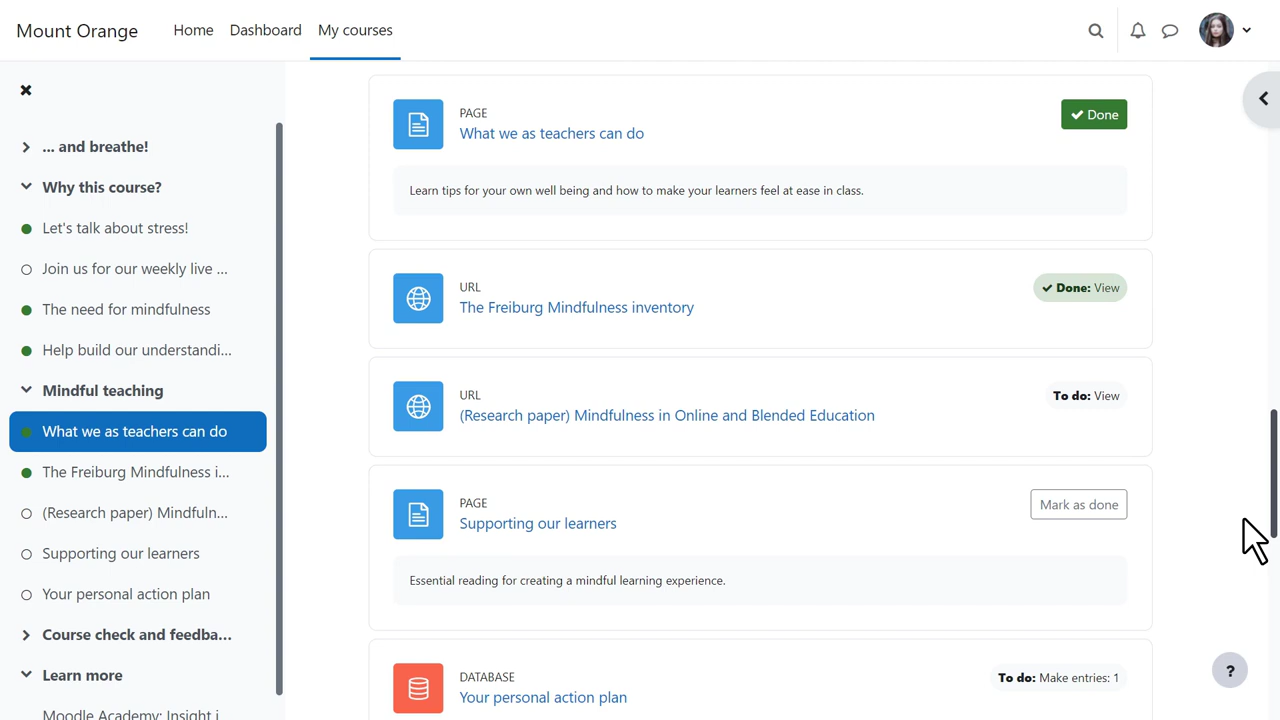 Mount Orange
Home
Dashboard
My courses
... and breathe!
Why this course?
Let's talk about stress!
Join us for our weekly live ...
The need for mindfulness
Help build our understandi...
Mindful teaching
What we as teachers can do
The Freiburg Mindfulness i...
(Research paper) Mindfuln...
Supporting our learners
Your personal action plan
Course check and feedba...
Learn more
Moodle Academy: Insight i
PAGE
What we as teachers can do
Done
Learn tips for your own well being and how to make your learners feel at ease in class.
URL
The Freiburg Mindfulness inventory
Done: View
URL
(Research paper) Mindfulness in Online and Blended Education
To do: View
PAGE
Supporting our learners
Mark as done
Essential reading for creating a mindful learning experience.
DATABASE
Your personal action plan
To do: Make entries: 1
?